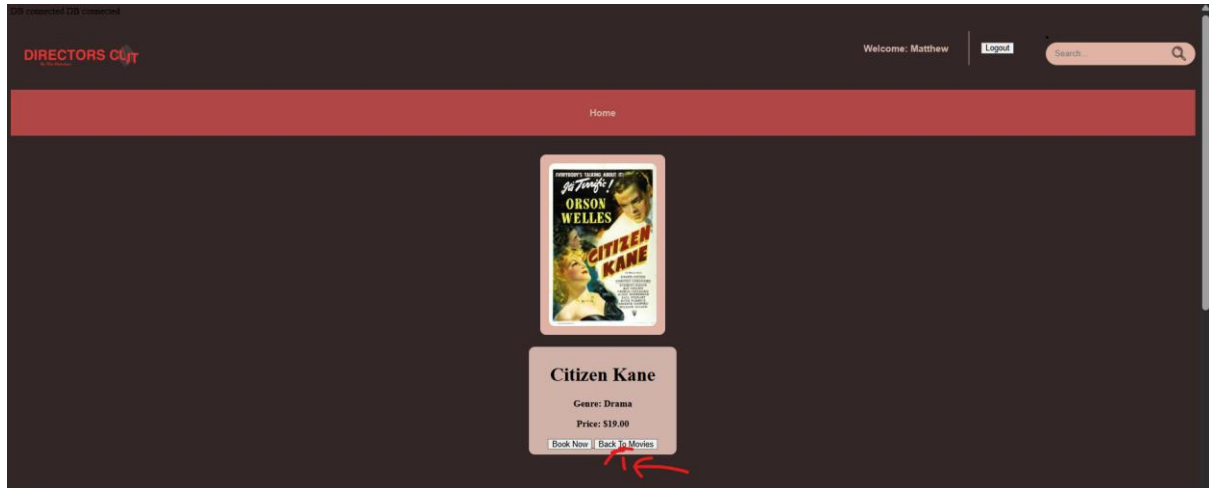 DB connected DB connected
DIRECTORS CUT
Welcome: Matthew
Logout
Search...
Home
EVERYBODY'S TALKING ABOUT IT!
It's Terrific!
ORSON
WELLES
CITIZEN
KANE
Citizen Kane
Genre: Drama
Price: $19.00
Book Now Back To Movies